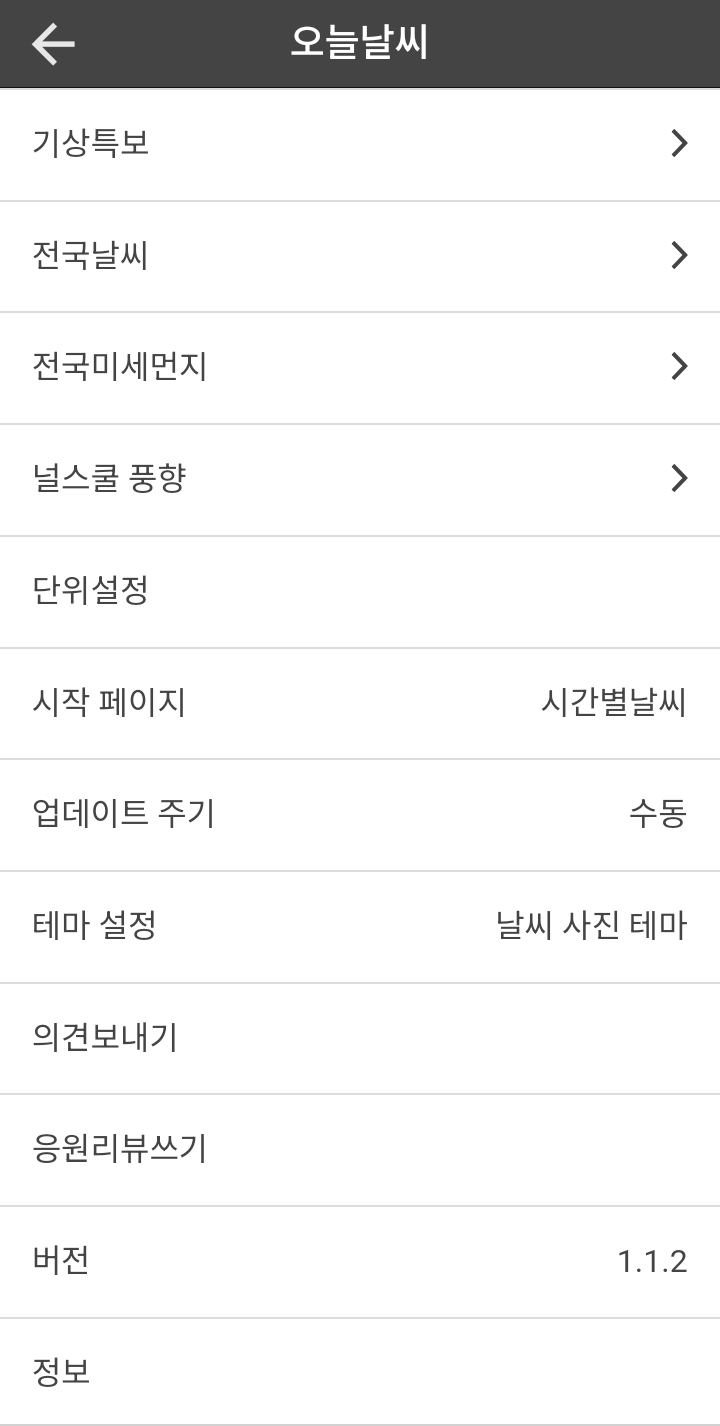 오늘날씨
기상특보
전국날씨
전국미세먼지
널스쿨 풍향
단위설정
시작 페이지 시간별날씨
업데이트 주기 수동
테마 설정 날씨 사진 테마
의견보내기
응원리뷰쓰기
버전 1.1.2
정보